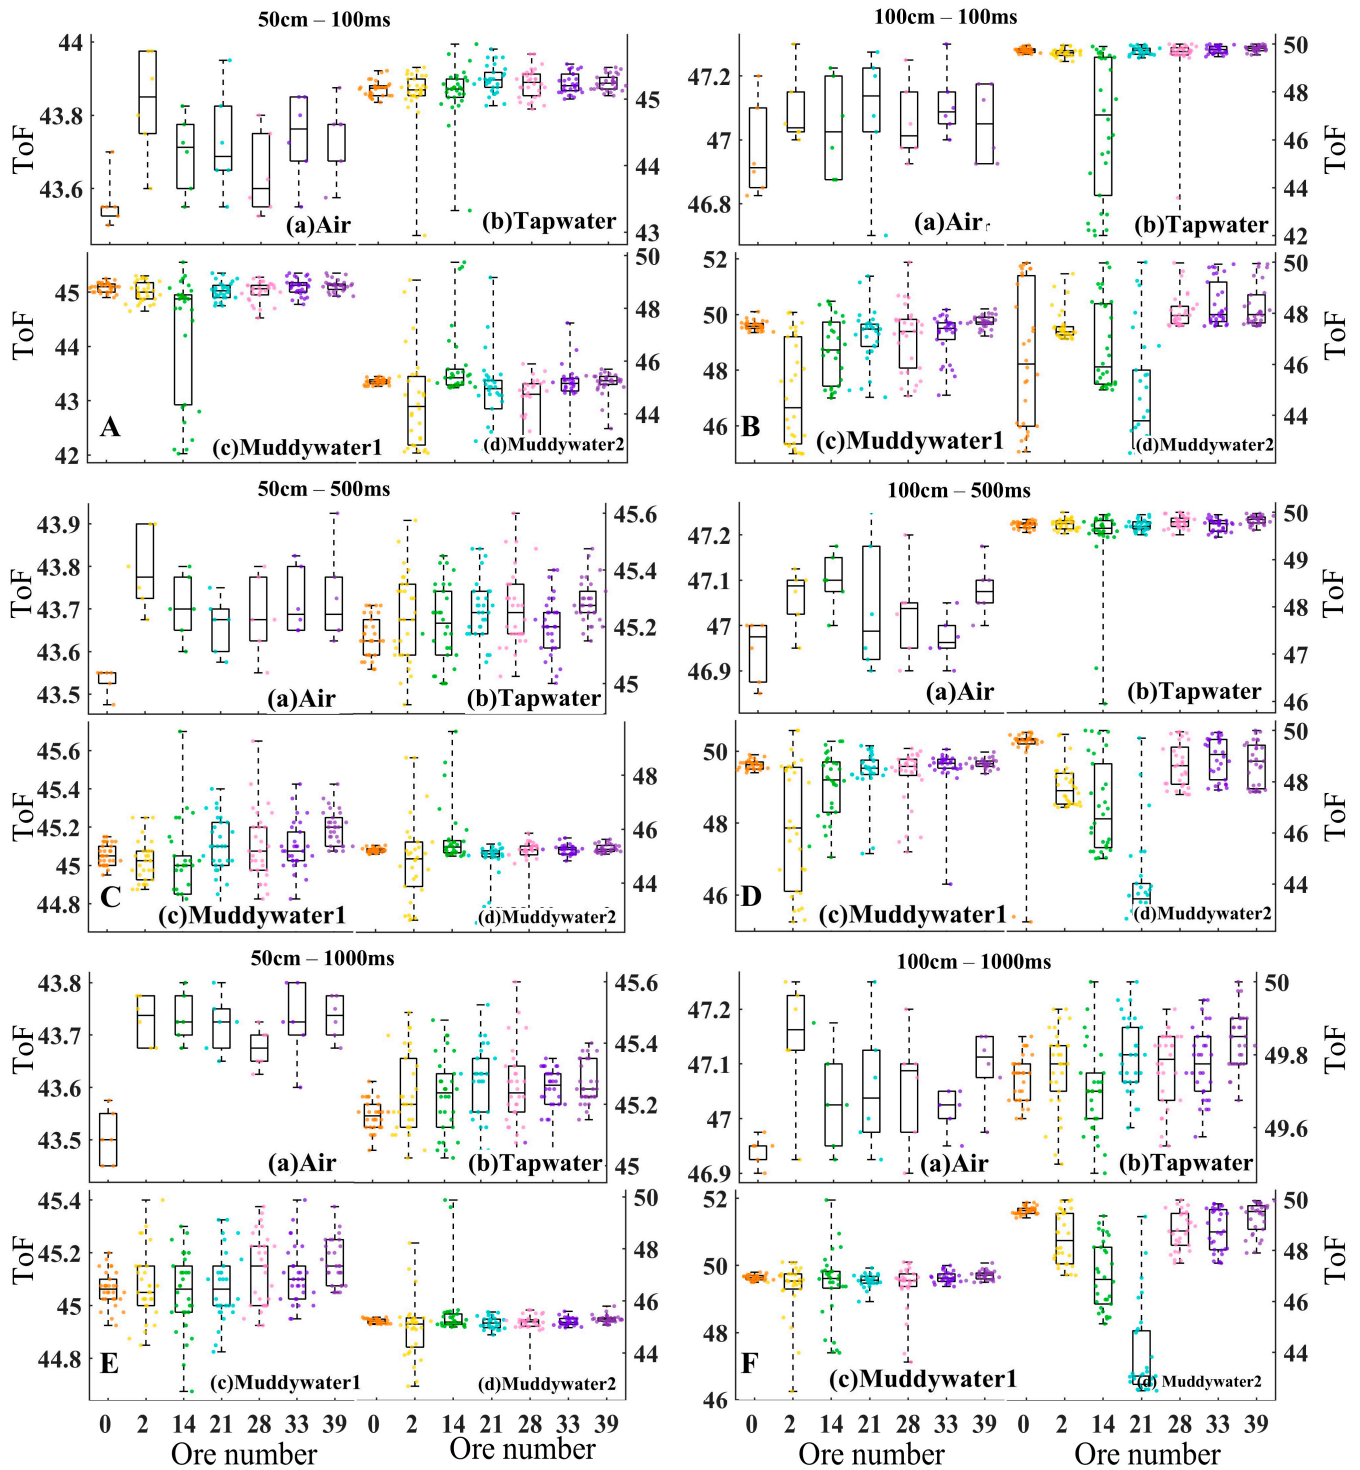 50cm – 100ms
100cm – 100ms
44
43.8
43.6
ToF
(a)Air
(b)Tapwater
45
44
43
47.2
47
46.8
ToF
(a)Air
(b)Tapwater
50
48
46
44
42
ToF
45
44
43
42
ToF
A
(c)Muddywater1
(d)Muddywater2
50
48
46
44
52
50
48
46
B
(c)Muddywater1
(d)Muddywater2
50
48
46
44
ToF
50cm – 500ms
100cm – 500ms
43.9
43.8
43.7
43.6
43.5
ToF
(a)Air
(b)Tapwater
45.6
45.4
45.2
45
47.2
47.1
47
46.9
(a)Air
(b)Tapwater
50
49
48
47
46
ToF
45.6
45.4
45.2
45
44.8
ToF
C
(c)Muddywater1
(d)Muddywater2
48
46
44
50
48
46
D
(c)Muddywater1
(d)Muddywater2
50
48
46
44
ToF
50cm – 1000ms
100cm – 1000ms
43.8
43.7
43.6
43.5
ToF
(a)Air
(b)Tapwater
45.6
45.4
45.2
45
47.2
47.1
47
46.9
(a)Air
(b)Tapwater
50
49.8
49.6
ToF
45.4
45.2
45
44.8
ToF
E
(c)Muddywater1
(d)Muddywater2
50
48
46
44
52
50
48
46
F
(c)Muddywater1
(d) Muddywater2
50
48
46
44
ToF
0 2 14 21 28 33 39 0 2 14 21 28 33 39
0 2 14 21 28 33 39 0 2 14 21 28 33 39
Ore number Ore number
Ore number Ore number